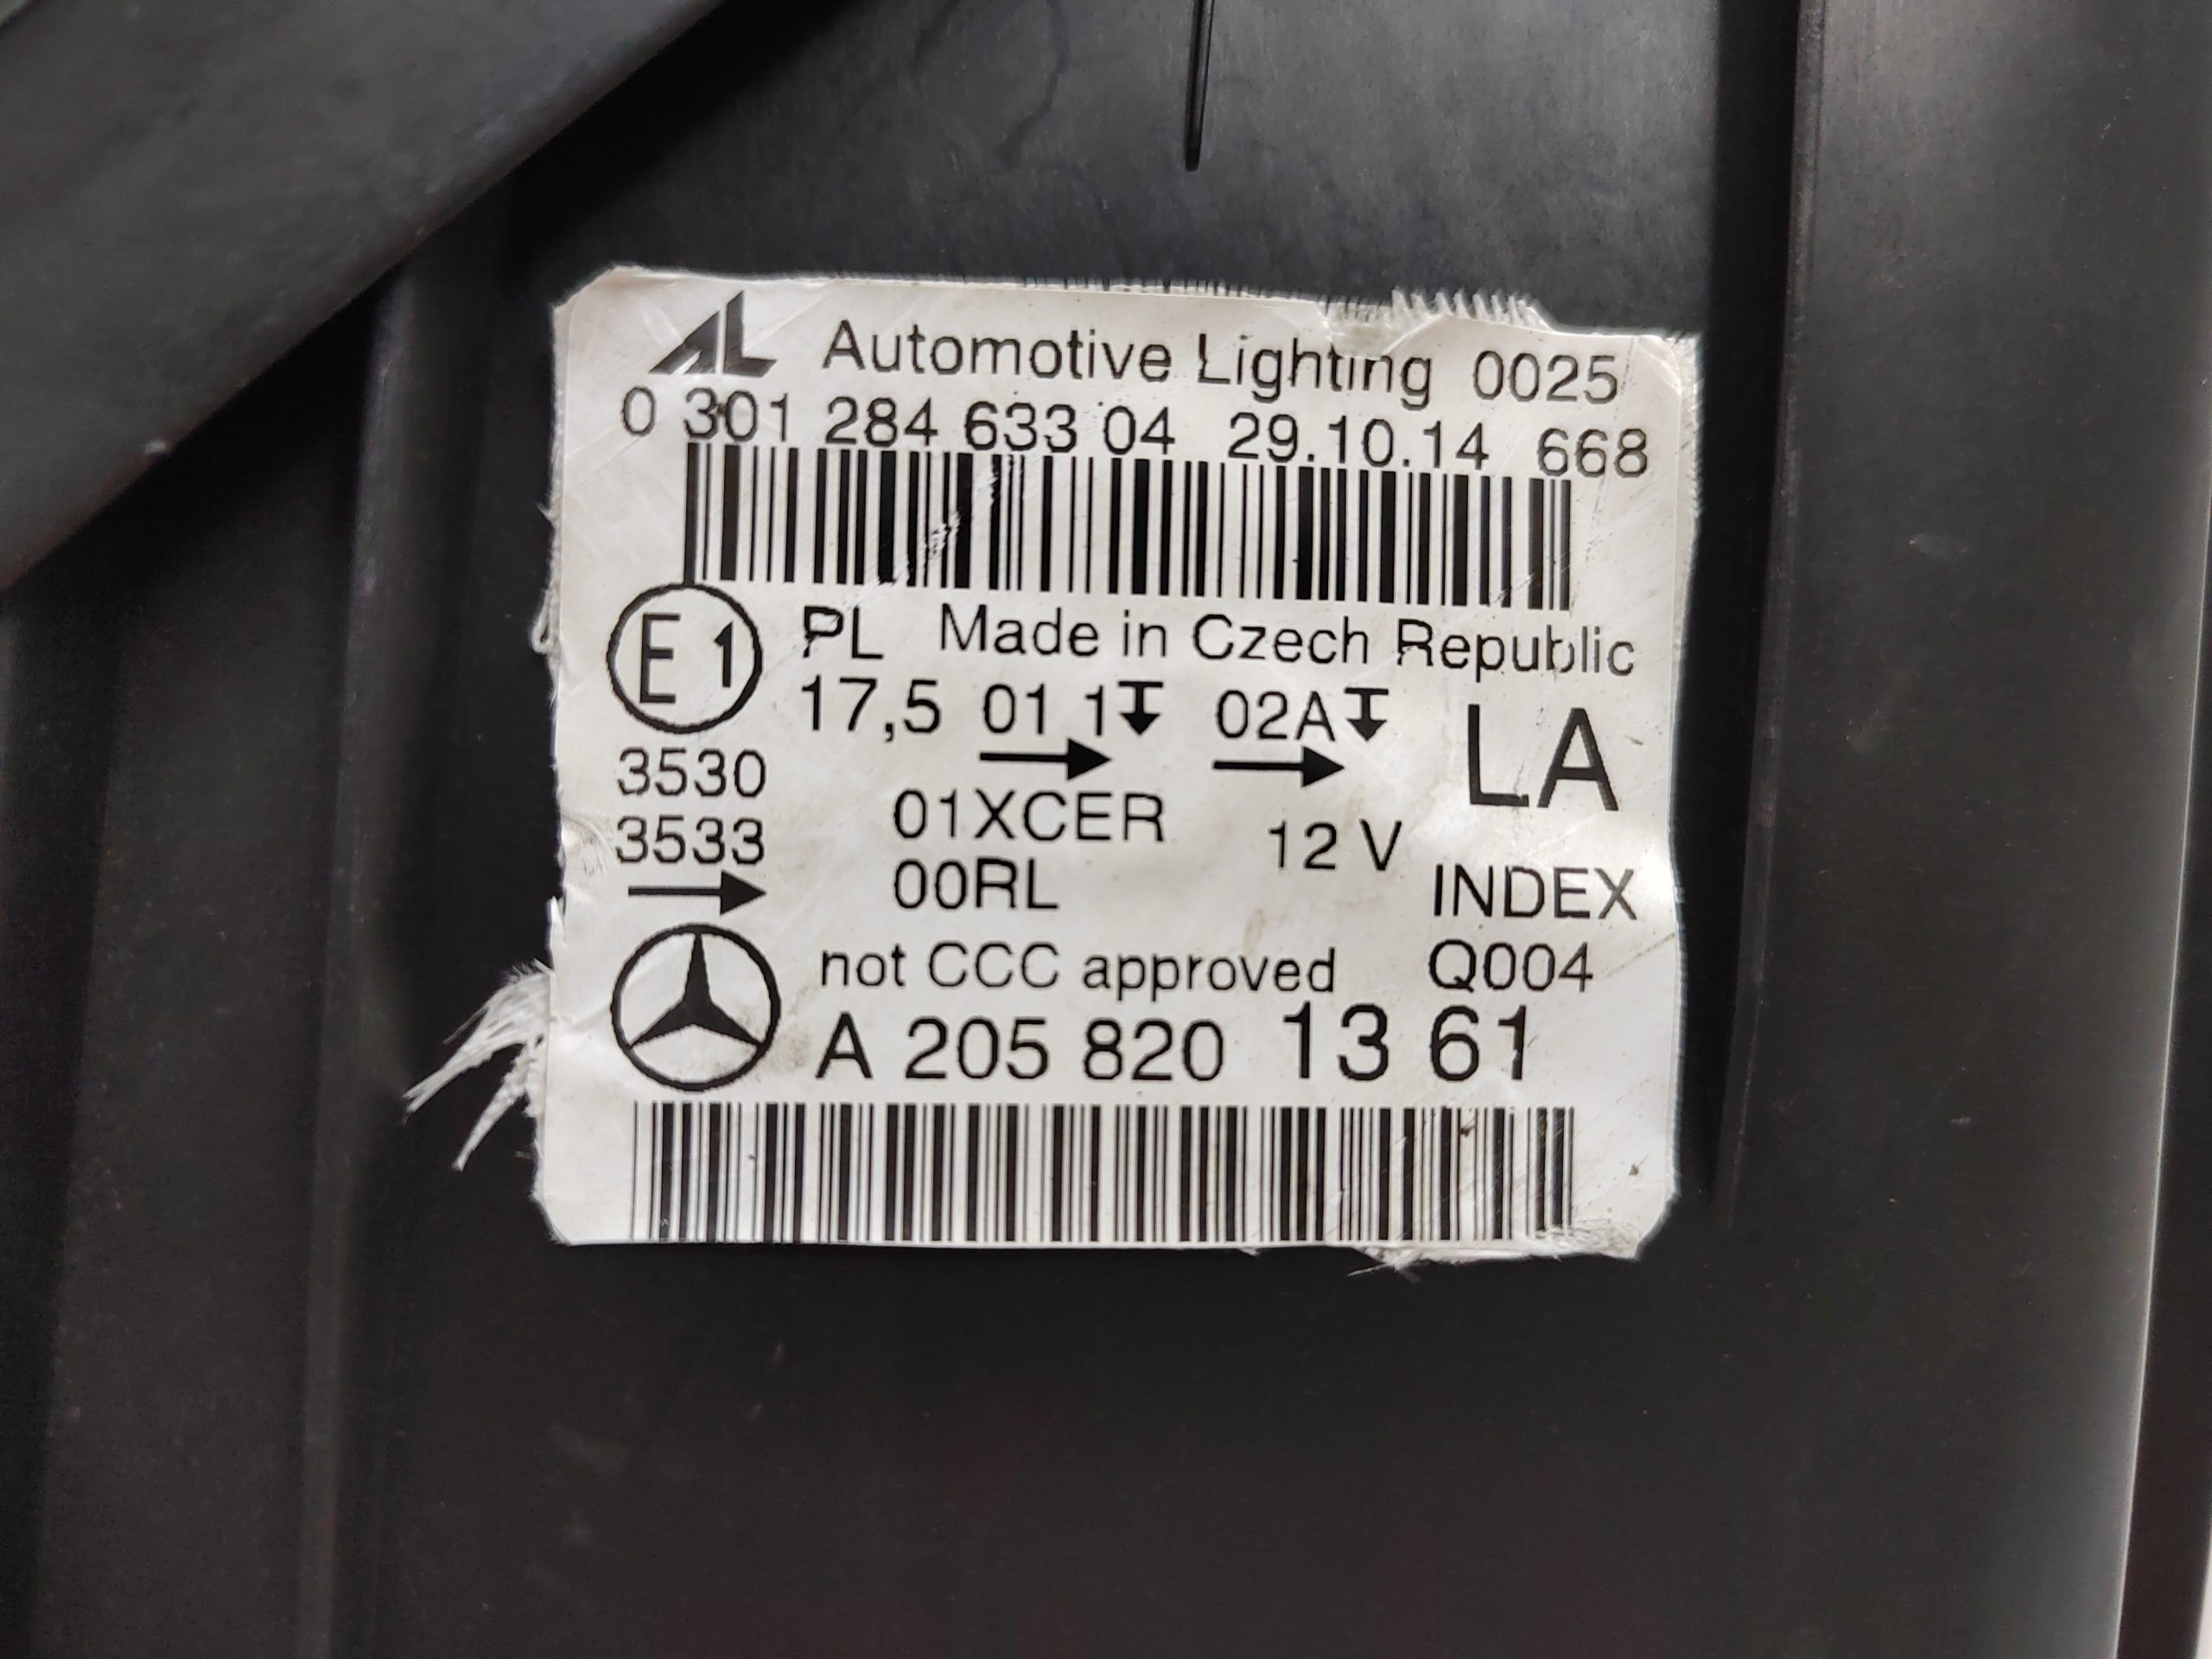 AL Automotive Lighting 0025
0 301 284 633 04 29.10.14 668
E1 PL Made in Czech Republic
17,5 01 1 02A LA
3530 01XCER 12 V
3533 00RL INDEX
not CCC approved Q004
A 205 820 13 61